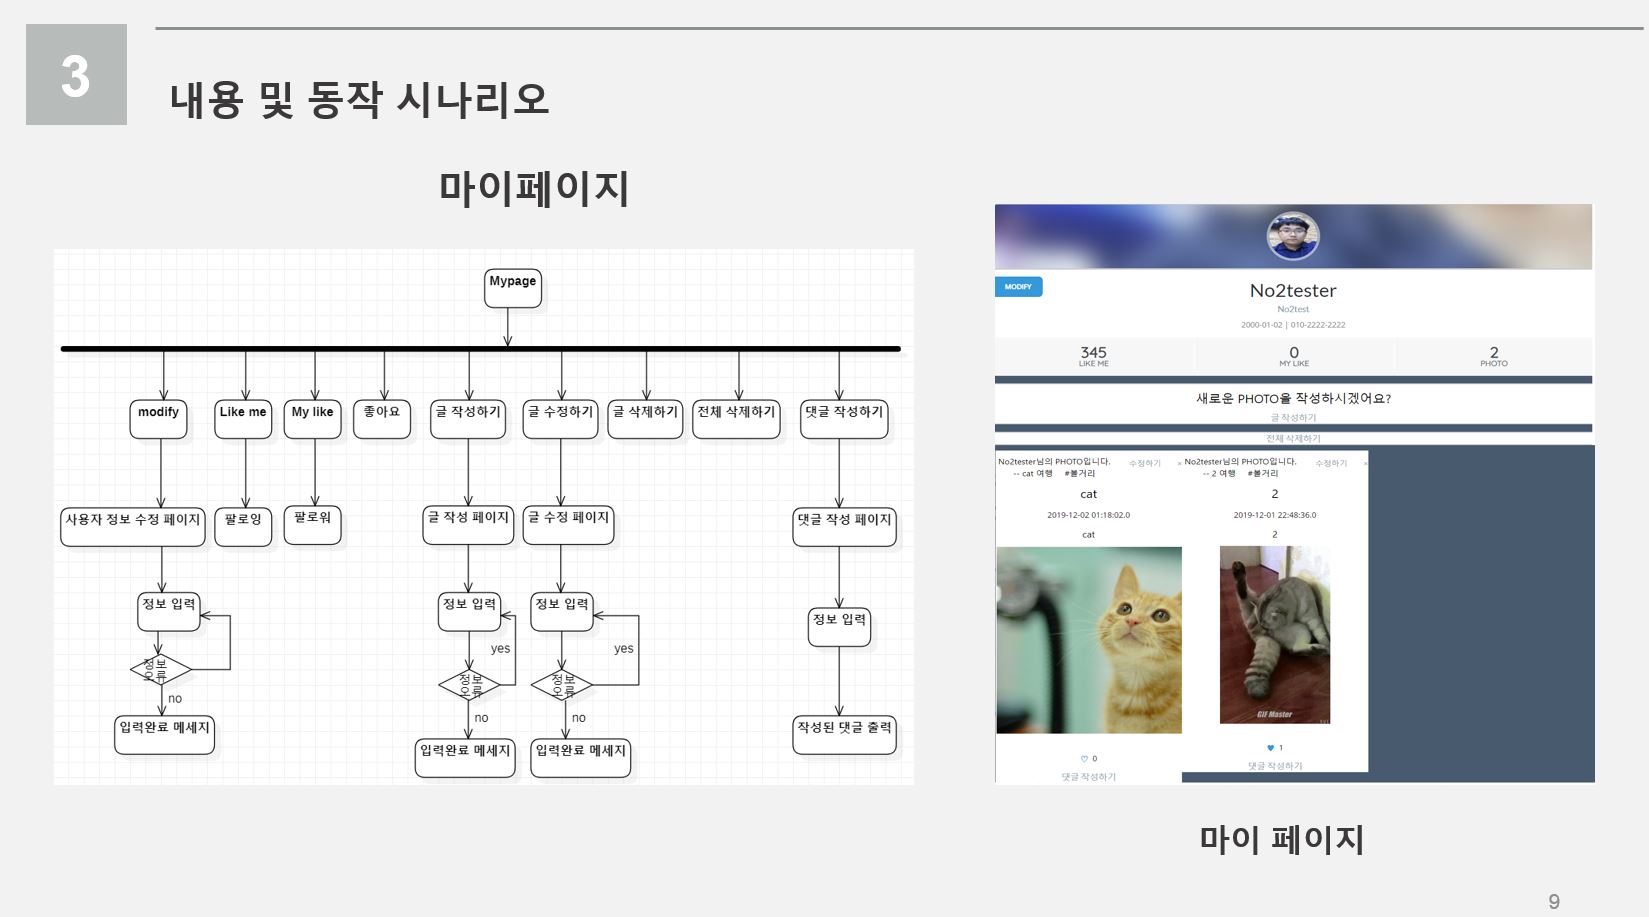 3
내용 및 동작 시나리오
마이페이지
Mypage
modify
Like me
My like
좋아요
글 작성하기
글 수정하기
글 삭제하기
전체 삭제하기
댓글 작성하기
사용자 정보 수정 페이지
팔로잉
팔로워
글 작성 페이지
글 수정 페이지
댓글 작성 페이지
정보 입력
정보 입력
정보 입력
정보 입력
yes
yes
정보
오류
정보
오류
정보
오류
no
no
no
입력완료 메세지
입력완료 메세지
입력완료 메세지
작성된 댓글 출력
MODIFY
No2tester
No2test
2000-01-02 | 010-2222-2222
345
LIKE ME
0
MY LIKE
2
PHOTO
새로운 PHOTO을 작성하시겠어요?
글 작성하기
전체 삭제하기
No2tester님의 PHOTO입니다. 수정하기 ×
-- cat 여행 #볼거리
cat
2019-12-02 01:18:02.0
cat
♡ 0
댓글 작성하기
No2tester님의 PHOTO입니다. 수정하기 ×
-- 2 여행 #볼거리
2
2019-12-01 22:48:36.0
2
GIF Master
♥ 1
댓글 작성하기
마이 페이지
9